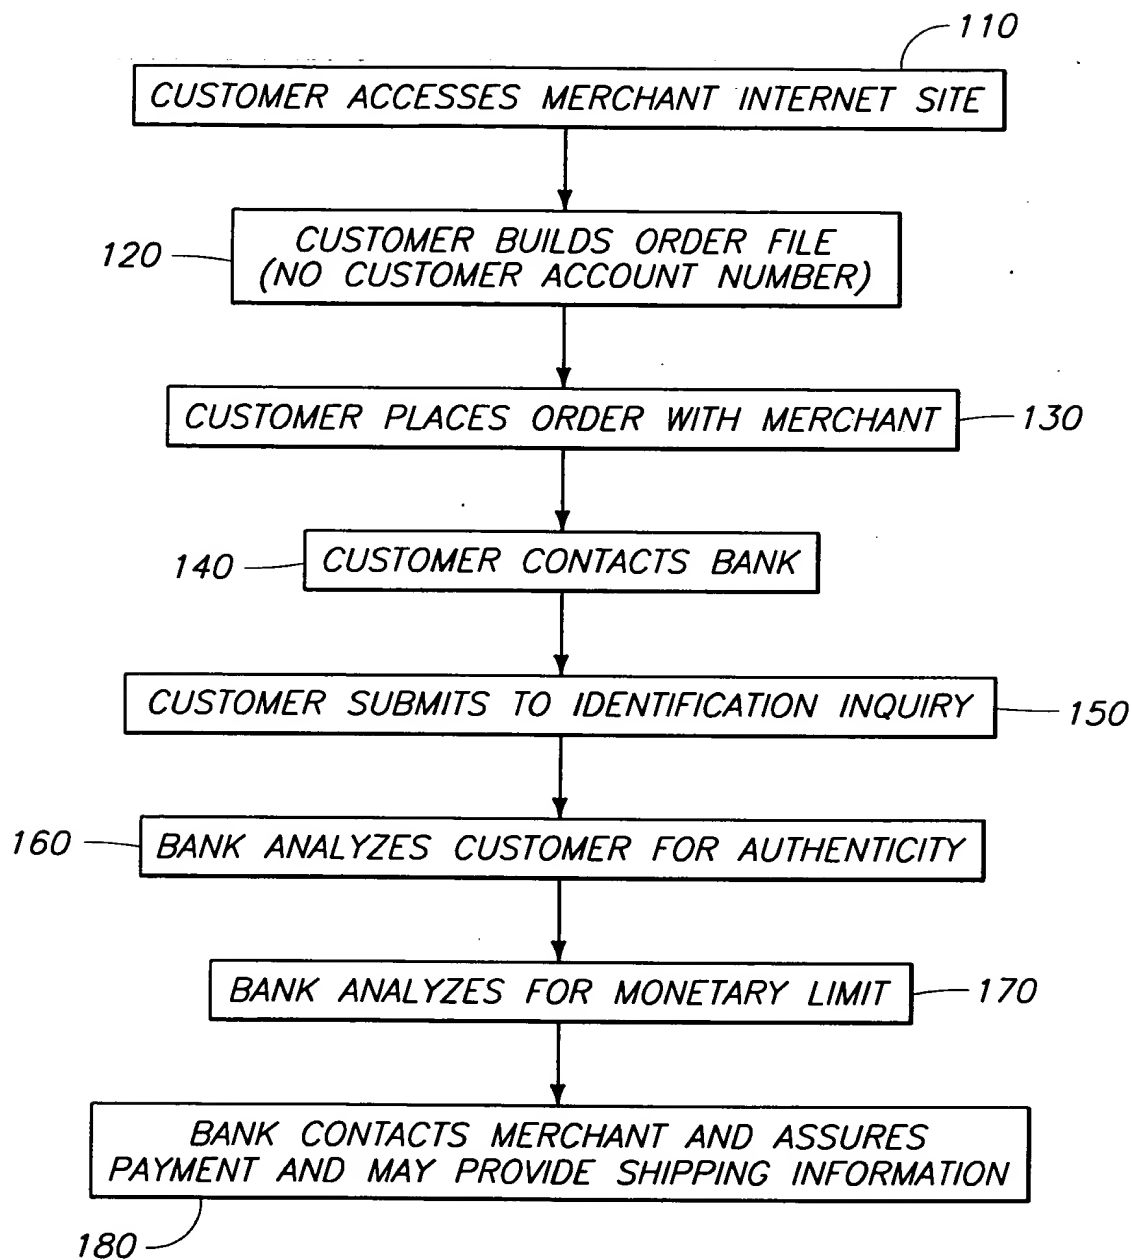 110
CUSTOMER ACCESSES MERCHANT INTERNET SITE
120
CUSTOMER BUILDS ORDER FILE
(NO CUSTOMER ACCOUNT NUMBER)
CUSTOMER PLACES ORDER WITH MERCHANT
130
140
CUSTOMER CONTACTS BANK
CUSTOMER SUBMITS TO IDENTIFICATION INQUIRY
150
160
BANK ANALYZES CUSTOMER FOR AUTHENTICITY
BANK ANALYZES FOR MONETARY LIMIT
170
BANK CONTACTS MERCHANT AND ASSURES
PAYMENT AND MAY PROVIDE SHIPPING INFORMATION
180